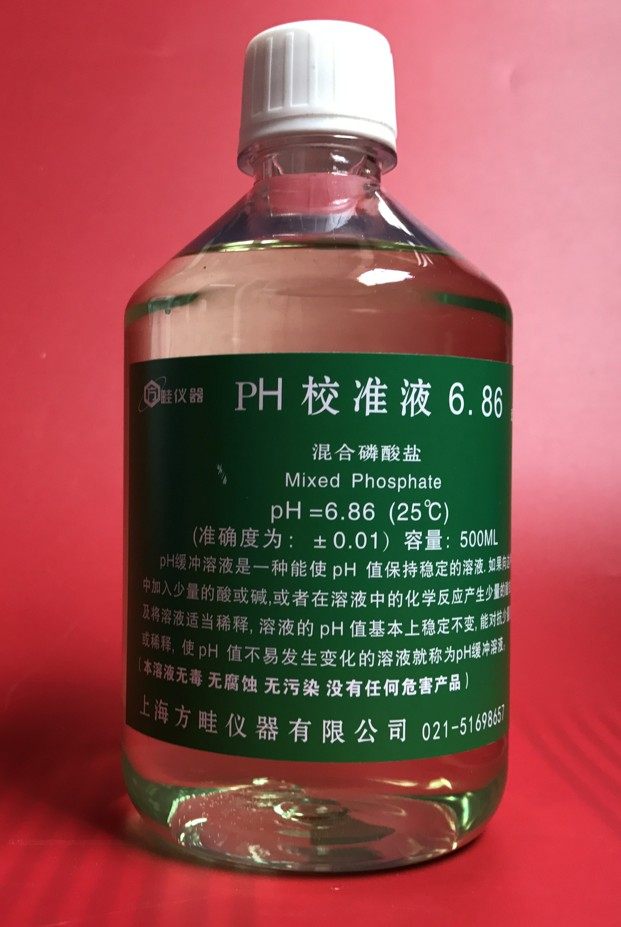 方畦仪器
PH 校准液 6.86
混合磷酸盐
Mixed Phosphate
pH=6.86 (25℃)
(准确度为: ±0.01) 容量: 500ML
pH缓冲溶液是一种能使 pH 值保持稳定的溶液.如果向
中加入少量的酸或碱,或者在溶液中的化学反应产生少量的
及将溶液适当稀释, 溶液的 pH 值基本上稳定不变, 能对抗少
或稀释, 使 pH 值不易发生变化的溶液就称为pH缓冲溶液。
(本溶液无毒 无腐蚀 无污染 没有任何危害产品)
上海方畦仪器有限公司 021-51698657